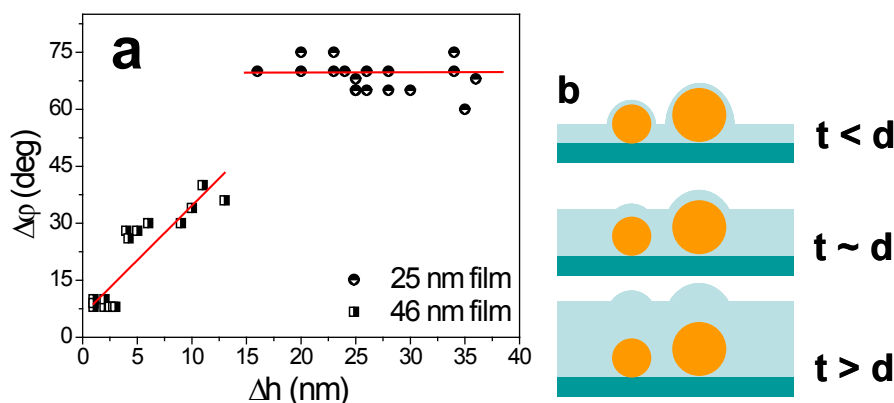 a
75
60
45
30
15
0
Δφ (deg)
25 nm film
46 nm film
0 5 10 15 20 25 30 35 40
Δh (nm)
b
t < d
t ~ d
t > d